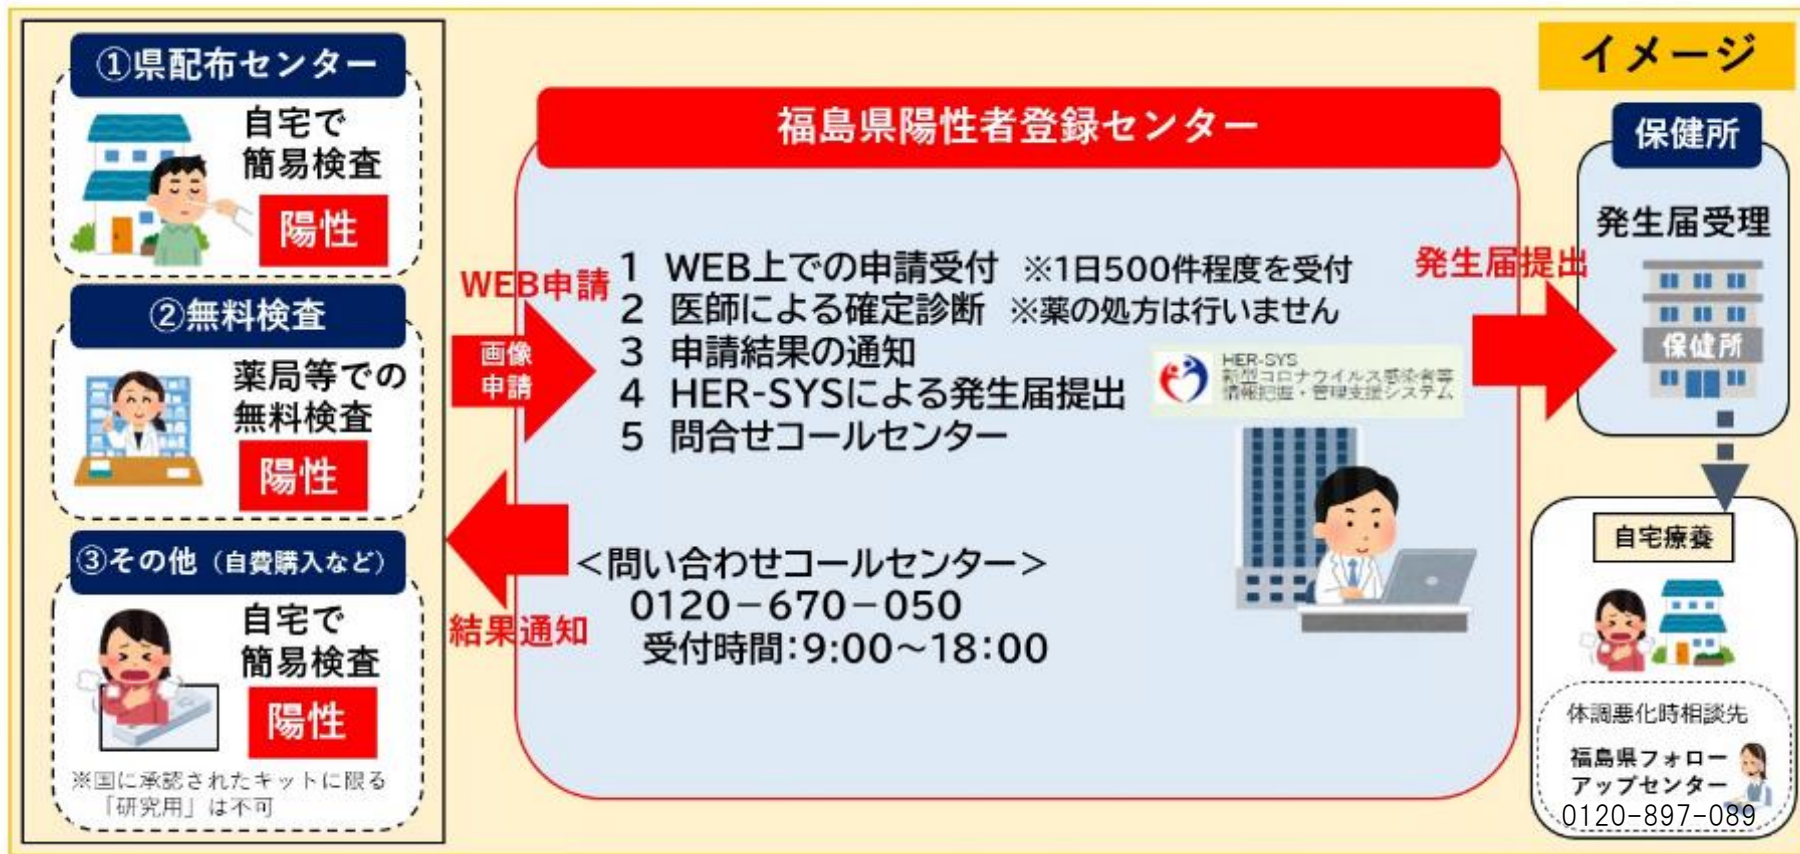 イメージ
①県配布センター
自宅で
簡易検査
陽性
②無料検査
薬局等での
無料検査
陽性
③その他（自費購入など）
自宅で
簡易検査
陽性
※国に承認されたキットに限る
「研究用」は不可
WEB申請
画像
申請
結果通知
福島県陽性者登録センター
1 WEB上での申請受付 ※1日500件程度を受付
2 医師による確定診断 ※薬の処方は行いません
3 申請結果の通知
4 HER-SYSによる発生届提出
5 問合せコールセンター
HER-SYS
新型コロナウイルス感染者等
情報把握・管理支援システム
＜問い合わせコールセンター＞
0120－670－050
受付時間：9:00～18：00
発生届提出
保健所
発生届受理
保健所
自宅療養
体調悪化時相談先
福島県フォロー
アップセンター
0120-897-089